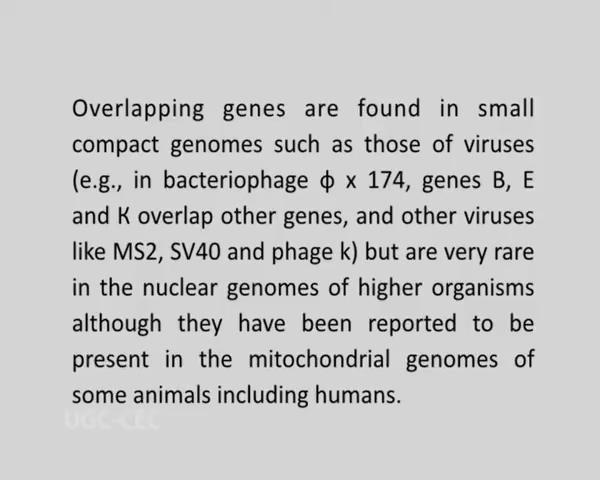 Overlapping genes are found in small
compact genomes such as those of viruses
(e.g., in bacteriophage ф x 174, genes B, E
and K overlap other genes, and other viruses
like MS2, SV40 and phage k) but are very rare
in the nuclear genomes of higher organisms
although they have been reported to be
present in the mitochondrial genomes of
some animals including humans.
UGC-CEC